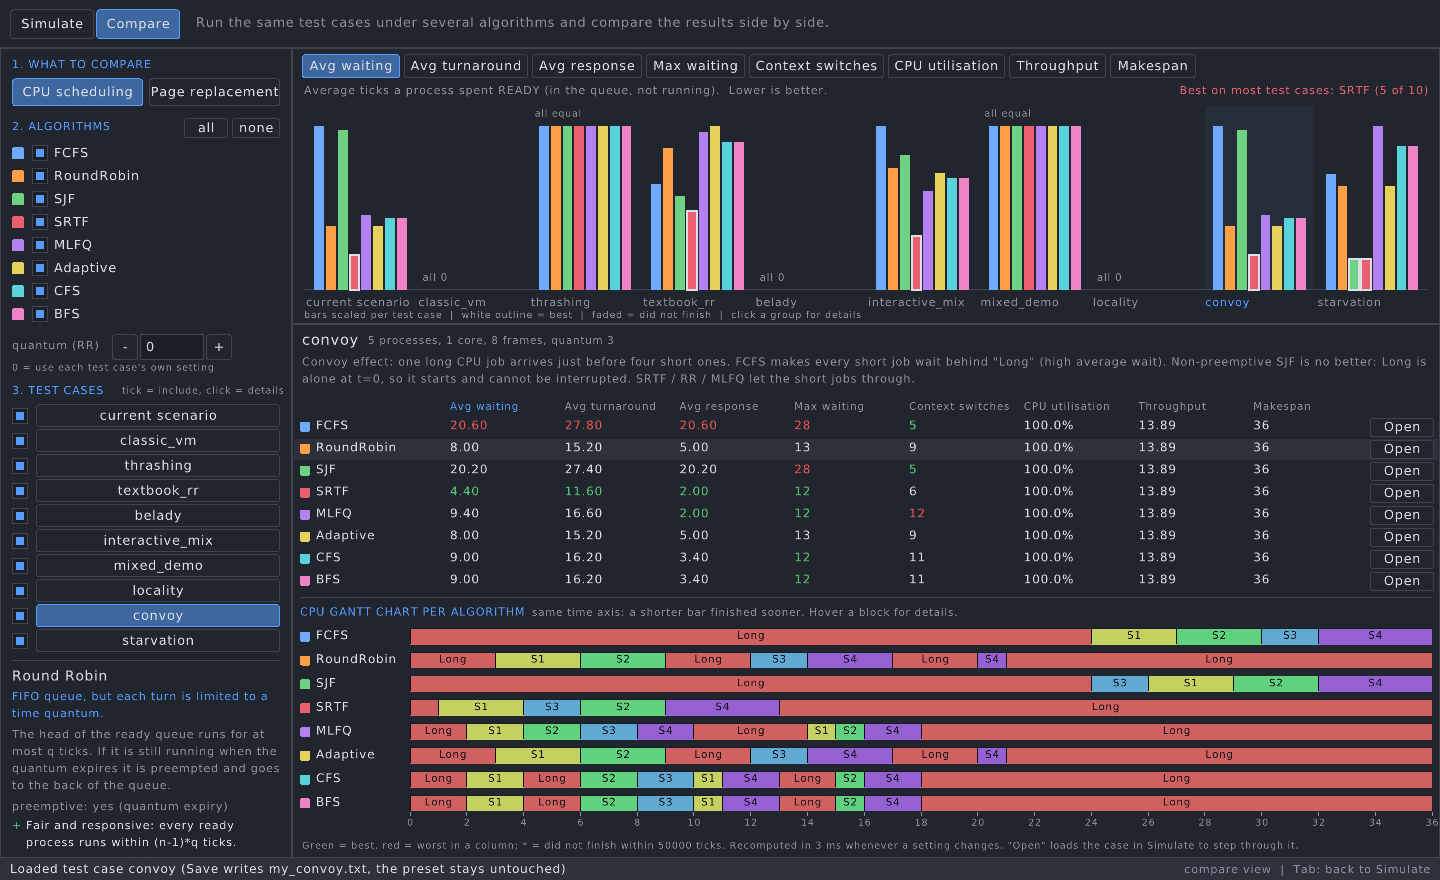 Simulate Compare Run the same test cases under several algorithms and compare the results side by side.
1. WHAT TO COMPARE
CPU scheduling Page replacement
2. ALGORITHMS all none
FCFS
RoundRobin
SJF
SRTF
MLFQ
Adaptive
CFS
BFS
quantum (RR) - 0 +
0 = use each test case's own setting
3. TEST CASES tick = include, click = details
current scenario
classic_vm
thrashing
textbook_rr
belady
interactive_mix
mixed_demo
locality
convoy
starvation
Round Robin
FIFO queue, but each turn is limited to a
time quantum.
The head of the ready queue runs for at
most q ticks. If it is still running when the
quantum expires it is preempted and goes
to the back of the queue.
preemptive: yes (quantum expiry)
+ Fair and responsive: every ready
process runs within (n-1)*q ticks.
Avg waiting Avg turnaround Avg response Max waiting Context switches CPU utilisation Throughput Makespan
Average ticks a process spent READY (in the queue, not running). Lower is better. Best on most test cases: SRTF (5 of 10)
all equal all equal
all 0 all 0 all 0
current scenario classic_vm thrashing textbook_rr belady interactive_mix mixed_demo locality convoy starvation
bars scaled per test case | white outline = best | faded = did not finish | click a group for details
convoy 5 processes, 1 core, 8 frames, quantum 3
Convoy effect: one long CPU job arrives just before four short ones. FCFS makes every short job wait behind "Long" (high average wait). Non-preemptive SJF is no better: Long is
alone at t=0, so it starts and cannot be interrupted. SRTF / RR / MLFQ let the short jobs through.
Avg waiting Avg turnaround Avg response Max waiting Context switches CPU utilisation Throughput Makespan
FCFS 20.60 27.80 20.60 28 5 100.0% 13.89 36 Open
RoundRobin 8.00 15.20 5.00 13 9 100.0% 13.89 36 Open
SJF 20.20 27.40 20.20 28 5 100.0% 13.89 36 Open
SRTF 4.40 11.60 2.00 12 6 100.0% 13.89 36 Open
MLFQ 9.40 16.60 2.00 12 12 100.0% 13.89 36 Open
Adaptive 8.00 15.20 5.00 13 9 100.0% 13.89 36 Open
CFS 9.00 16.20 3.40 12 11 100.0% 13.89 36 Open
BFS 9.00 16.20 3.40 12 11 100.0% 13.89 36 Open
CPU GANTT CHART PER ALGORITHM same time axis: a shorter bar finished sooner. Hover a block for details.
FCFS Long S1 S2 S3 S4
RoundRobin Long S1 S2 Long S3 S4 Long S4 Long
SJF Long S3 S1 S2 S4
SRTF S1 S3 S2 S4 Long
MLFQ Long S1 S2 S3 S4 Long S1 S2 S4 Long
Adaptive Long S1 S2 Long S3 S4 Long S4 Long
CFS Long S1 Long S2 S3 S1 S4 Long S2 S4 Long
BFS Long S1 Long S2 S3 S1 S4 Long S2 S4 Long
0 2 4 6 8 10 12 14 16 18 20 22 24 26 28 30 32 34 36
Green = best, red = worst in a column; * = did not finish within 50000 ticks. Recomputed in 3 ms whenever a setting changes. "Open" loads the case in Simulate to step through it.
Loaded test case convoy (Save writes my_convoy.txt, the preset stays untouched) compare view | Tab: back to Simulate